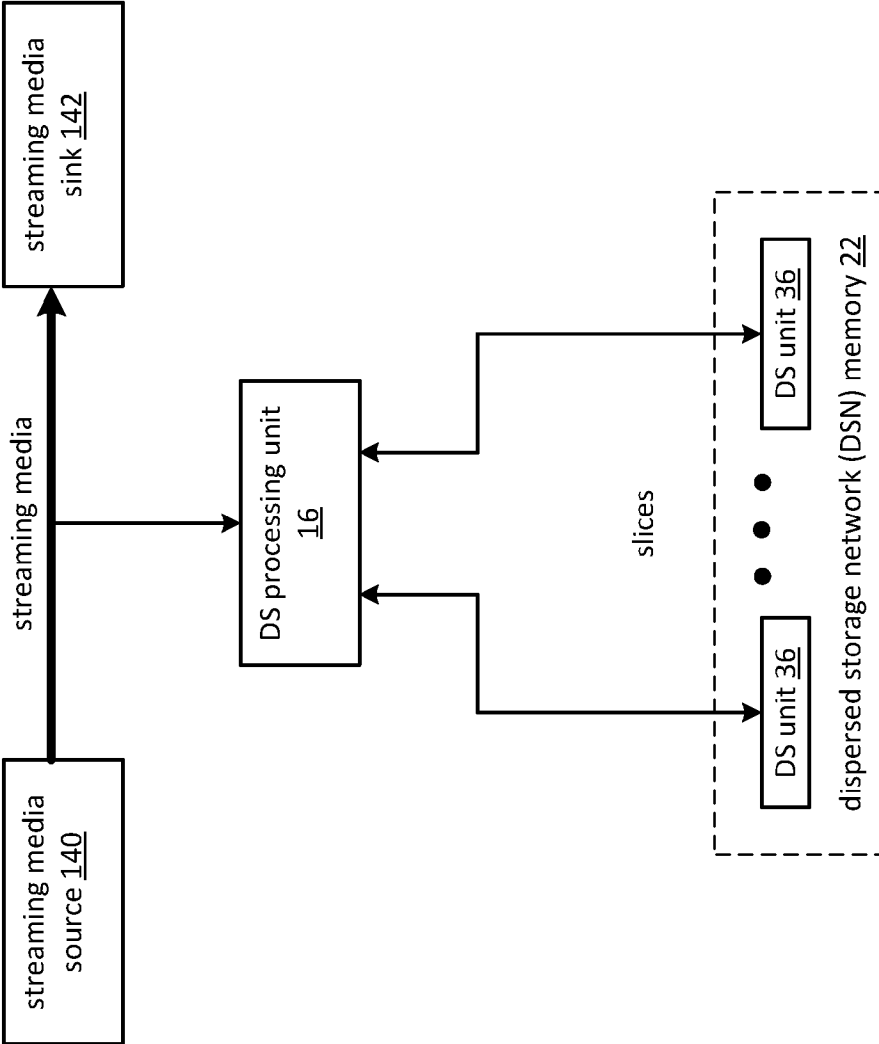 streaming media
source 140
streaming media
streaming media
sink 142
DS processing unit
16
slices
DS unit 36
DS unit 36
dispersed storage network (DSN) memory 22